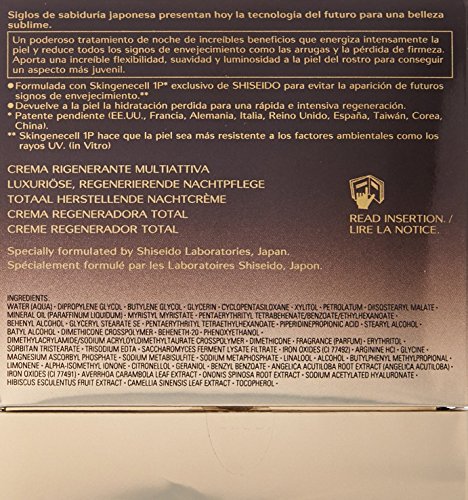 Siglos de sabiduría japonesa presentan hoy la tecnología del futuro para una belleza
sublime.
Un poderoso tratamiento de noche de increíbles beneficios que energiza intensamente la
piel y reduce todos los signos de envejecimiento como las arrugas y la pérdida de firmeza.
Aporta una increíble flexibilidad, suavidad y luminosidad a la piel del rostro para conseguir
un aspecto más juvenil.
●Formulada con Skingenecell 1P* exclusivo de SHISEIDO para evitar la aparición de futuros
signos de envejecimiento.**
●Devuelve a la piel la hidratación perdida para una rápida e intensiva regeneración.
* Patente pendiente (EE.UU., Francia, Alemania, Italia, Reino Unido, España, Taiwán, Corea,
China).
** Skingenecell 1P hace que la piel sea más resistente a los factores ambientales como los
rayos UV. (in Vitro)
CREMA RIGENERANTE MULTIATTIVA
LUXURIÖSE, REGENERIERENDE NACHTPFLEGE
TOTAAL HERSTELLENDE NACHTCRÈME
CREMA REGENERADORA TOTAL
CREME REGENERADOR TOTAL
READ INSERTION./
LIRE LA NOTICE.
Specially formulated by Shiseido Laboratories, Japan.
Spécialement formulé par les Laboratoires Shiseido, Japan.
INGREDIENTS:
WATER (AQUA)・DIPROPYLENE GLYCOL・BUTYLENE GLYCOL・GLYCERIN・CYCLOPENTASILOXANE・XYLITOL・PETROLATUM・DIISOSTEARYL MALATE・
MINERAL OIL (PARAFFINUM LIQUIDUM)・MYRISTYL MYRISTATE・PENTAERYTHRITYL TETRABEHENATE/BENZOATE/ETHYLHEXANOATE・
BEHENYL ALCOHOL・GLYCERYL STEARATE SE・PENTAERYTHRITYL TETRAETHYLHEXANOATE・PIPERIDINEPROPIONIC ACID・STEARYL ALCOHOL・
BATYL ALCOHOL・DIMETHICONE CROSSPOLYMER・BEHENETH-20・PHENOXYETHANOL・
DIMETHYLACRYLAMIDE/SODIUM ACRYLOYLDIMETHYLTAURATE CROSSPOLYMER・DIMETHICONE・FRAGRANCE (PARFUM)・ERYTHRITOL・
SORBITAN TRISTEARATE・TRISODIUM EDTA・SACCHAROMYCES FERMENT LYSATE FILTRATE・IRON OXIDES (CI 77492)・ARGININE HCl・GLYCINE・
MAGNESIUM ASCORBYL PHOSPHATE・SODIUM METABISULFITE・SODIUM METAPHOSPHATE・LINALOOL・BUTYLPHENYL METHYLPROPIONAL・
LIMONENE・ALPHA-ISOMETHYL IONONE・CITRONELLOL・GERANIOL・BENZYL BENZOATE・ANGELICA ACUTILOBA ROOT EXTRACT (ANGELICA ACUTILOBA)・
IRON OXIDES (CI 77491)・AVERRHOA CARAMBOLA LEAF EXTRACT・ONONIS SPINOSA ROOT EXTRACT・SODIUM ACETYLATED HYALURONATE・
HIBISCUS ESCULENTUS FRUIT EXTRACT・CAMELLIA SINENSIS LEAF EXTRACT・TOCOPHEROL・